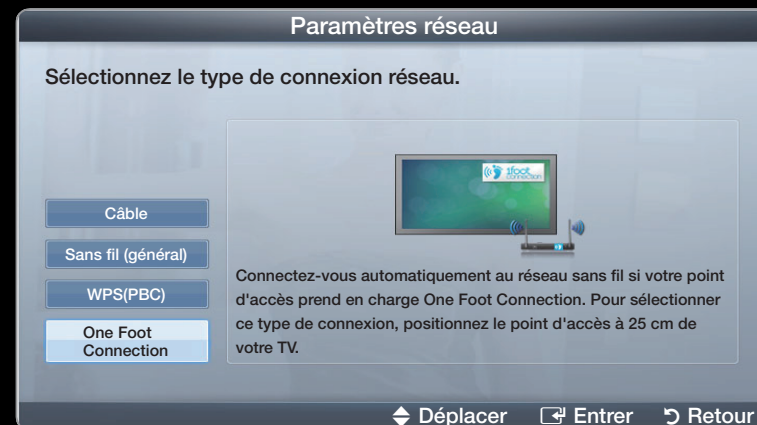 Paramètres réseau
Sélectionnez le type de connexion réseau.
1foot
connection
Câble
Sans fil (général)
WPS(PBC)
One Foot
Connection
Connectez-vous automatiquement au réseau sans fil si votre point
d'accès prend en charge One Foot Connection. Pour sélectionner
ce type de connexion, positionnez le point d'accès à 25 cm de
votre TV.
Déplacer Entrer Retour